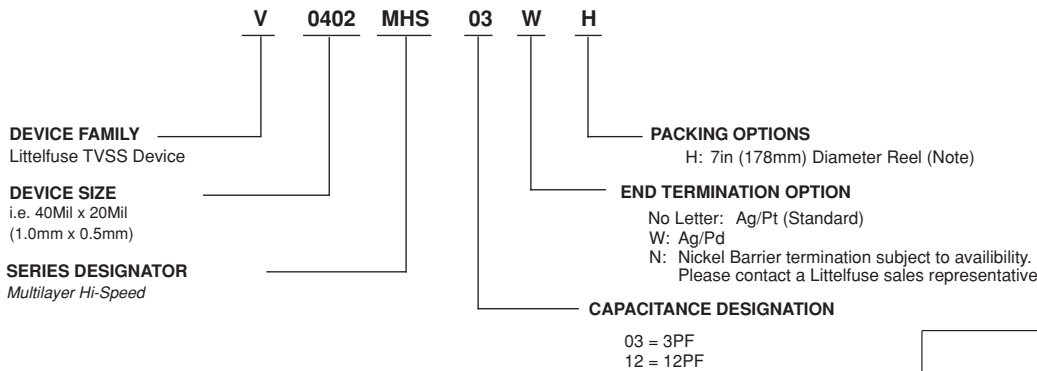 V 0402 MHS 03 W H
DEVICE FAMILY
Littelfuse TVSS Device
DEVICE SIZE
i.e. 40Mil x 20Mil
(1.0mm x 0.5mm)
SERIES DESIGNATOR
Multilayer Hi-Speed
PACKING OPTIONS
H: 7in (178mm) Diameter Reel (Note)
END TERMINATION OPTION
No Letter: Ag/Pt (Standard)
W: Ag/Pd
N: Nickel Barrier termination subject to availibility.
Please contact a Littelfuse sales representative
CAPACITANCE DESIGNATION
03 = 3PF
12 = 12PF